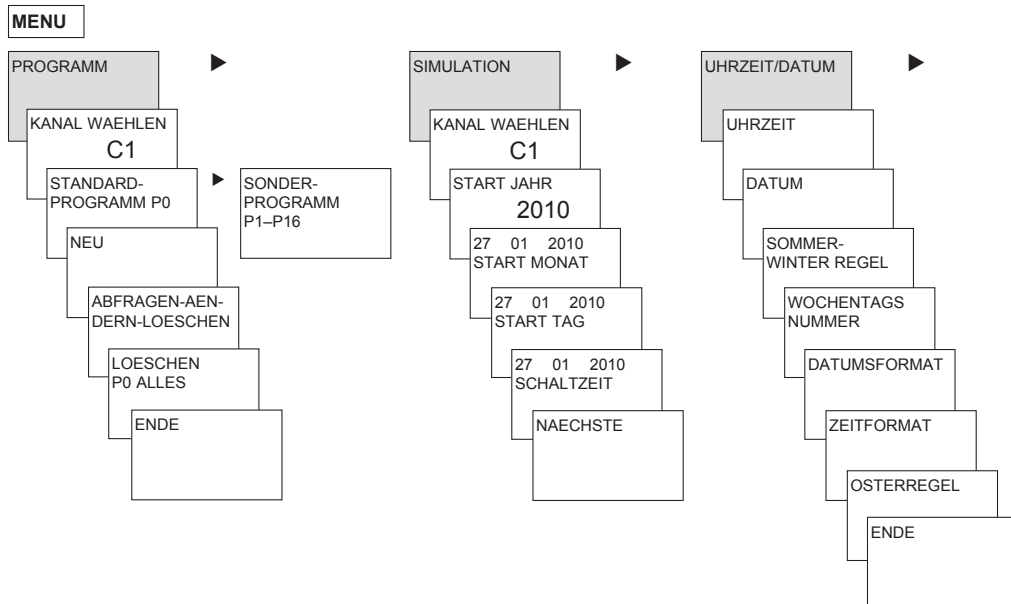 MENU
PROGRAMM
KANAL WAEHLEN
C1
STANDARD-
PROGRAMM P0
SONDER-
PROGRAMM
P1–P16
NEU
ABFRAGEN-AEN-
DERN-LOESCHEN
LOESCHEN
P0 ALLES
ENDE
SIMULATION
KANAL WAEHLEN
C1
START JAHR
2010
27 01 2010
START MONAT
27 01 2010
START TAG
27 01 2010
SCHALTZEIT
NAECHSTE
UHRZEIT/DATUM
UHRZEIT
DATUM
SOMMER-
WINTER REGEL
WOCHENTAGS
NUMMER
DATUMSFORMAT
ZEITFORMAT
OSTERREGEL
ENDE